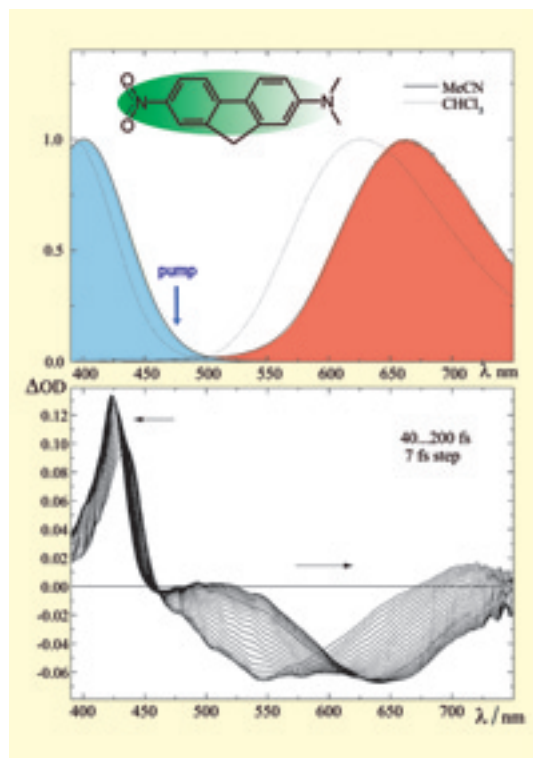 O
N
O
N
MeCN
CHCl₃
1.0
0.5
pump
0.0
400 450 500 550 600 650 700 λ nm
ΔOD
0.12
0.10
0.08
0.06
0.04
0.02
0.00
-0.02
-0.04
-0.06
40...200 fs
7 fs step
400 450 500 550 600 650 700 λ / nm